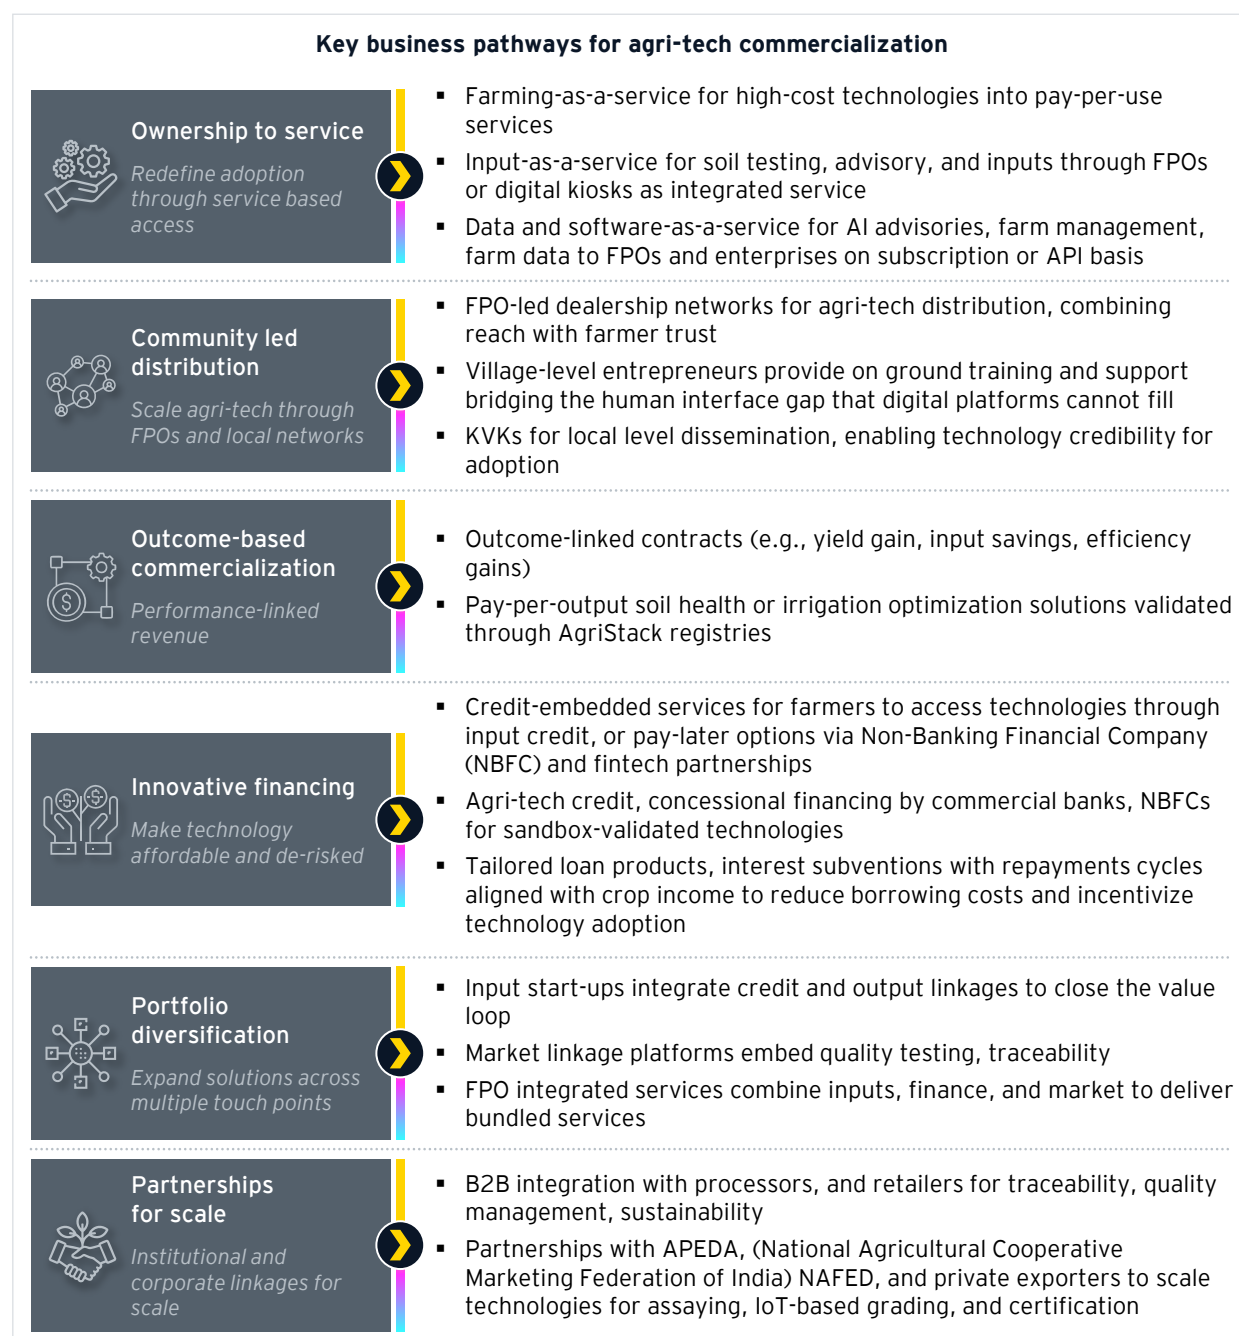 Key business pathways for agri-tech commercialization
Ownership to service
Redefine adoption
through service based
access
▪ Farming-as-a-service for high-cost technologies into pay-per-use
services
▪ Input-as-a-service for soil testing, advisory, and inputs through FPOs
or digital kiosks as integrated service
▪ Data and software-as-a-service for AI advisories, farm management,
farm data to FPOs and enterprises on subscription or API basis
Community led
distribution
Scale agri-tech through
FPOs and local networks
▪ FPO-led dealership networks for agri-tech distribution, combining
reach with farmer trust
▪ Village-level entrepreneurs provide on ground training and support
bridging the human interface gap that digital platforms cannot fill
▪ KVKs for local level dissemination, enabling technology credibility for
adoption
Outcome-based
commercialization
Performance-linked
revenue
▪ Outcome-linked contracts (e.g., yield gain, input savings, efficiency
gains)
▪ Pay-per-output soil health or irrigation optimization solutions validated
through AgriStack registries
Innovative financing
Make technology
affordable and de-risked
▪ Credit-embedded services for farmers to access technologies through
input credit, or pay-later options via Non-Banking Financial Company
(NBFC) and fintech partnerships
▪ Agri-tech credit, concessional financing by commercial banks, NBFCs
for sandbox-validated technologies
▪ Tailored loan products, interest subventions with repayments cycles
aligned with crop income to reduce borrowing costs and incentivize
technology adoption
Portfolio
diversification
Expand solutions across
multiple touch points
▪ Input start-ups integrate credit and output linkages to close the value
loop
▪ Market linkage platforms embed quality testing, traceability
▪ FPO integrated services combine inputs, finance, and market to deliver
bundled services
Partnerships
for scale
Institutional and
corporate linkages for
scale
▪ B2B integration with processors, and retailers for traceability, quality
management, sustainability
▪ Partnerships with APEDA, (National Agricultural Cooperative
Marketing Federation of India) NAFED, and private exporters to scale
technologies for assaying, IoT-based grading, and certification